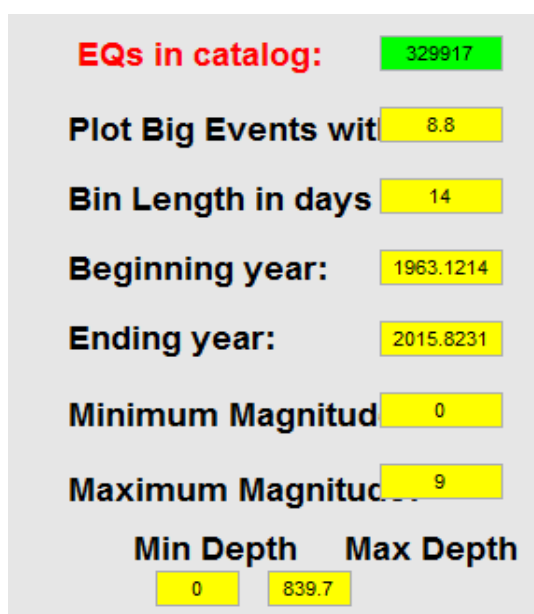 EQs in catalog: 329917
Plot Big Events wit 8.8
Bin Length in days 14
Beginning year: 1963.1214
Ending year: 2015.8231
Minimum Magnitud 0
Maximum Magnituc 9
Min Depth Max Depth
0 839.7